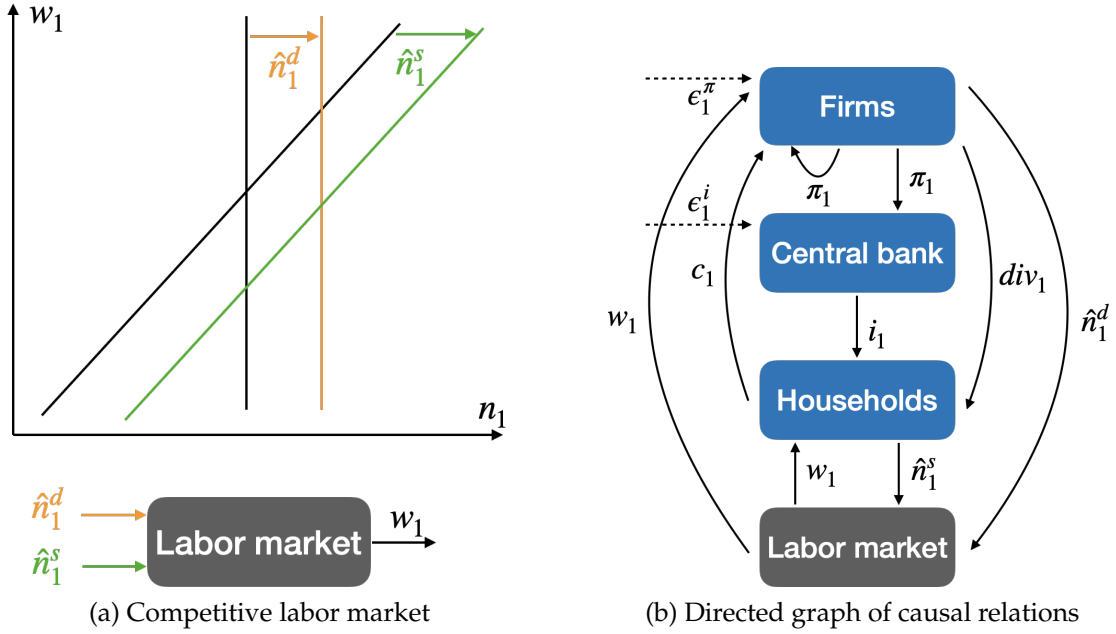 w₁
n̂₁ᵈ
n̂₁ˢ
n₁
n̂₁ᵈ
n̂₁ˢ
Labor market
w₁
(a) Competitive labor market
ϵ₁^π
Firms
π₁
π₁
ϵ₁ⁱ
Central bank
c₁
div₁
w₁
n̂₁ᵈ
i₁
Households
w₁
n̂₁ˢ
Labor market
(b) Directed graph of causal relations